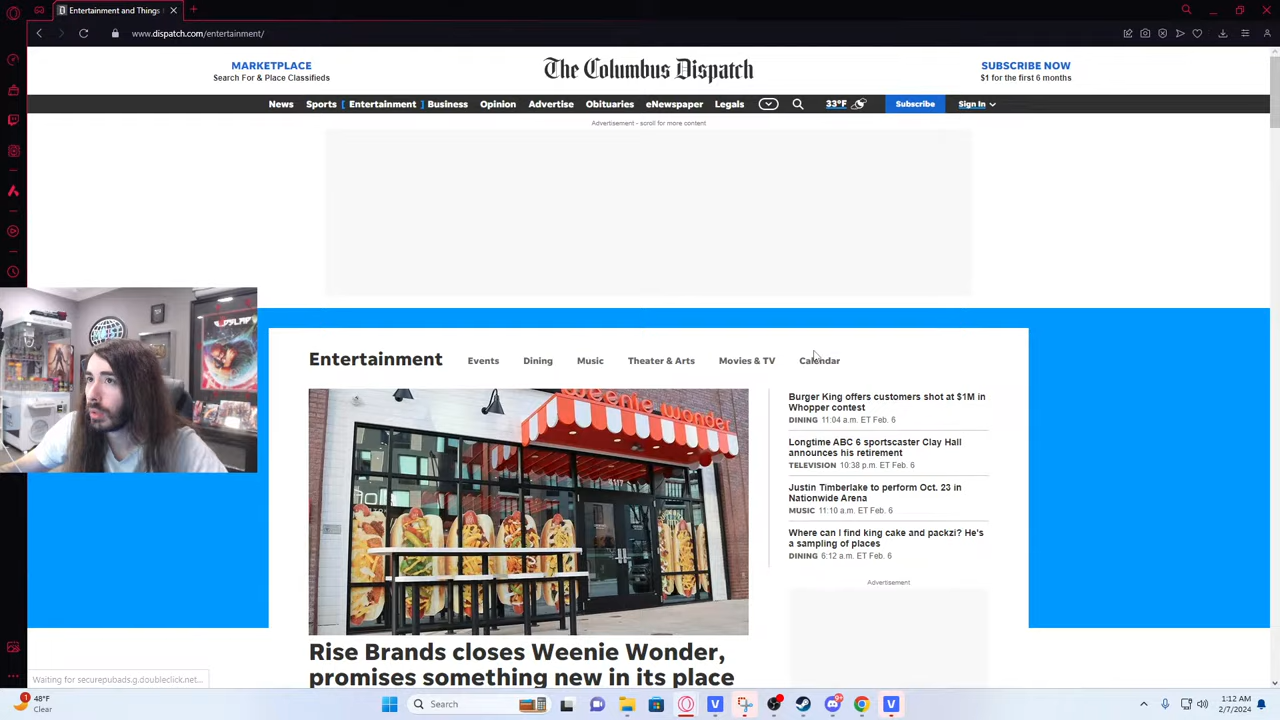 Entertainment and Things
www.dispatch.com/entertainment/
MARKETPLACE
Search For & Place Classifieds
The Columbus Dispatch
SUBSCRIBE NOW
$1 for the first 6 months
News Sports [ Entertainment ] Business Opinion Advertise Obituaries eNewspaper Legals 33°F Subscribe Sign In
Advertisement - scroll for more content
Entertainment Events Dining Music Theater & Arts Movies & TV Calendar
weenie wonder
Burger King offers customers shot at $1M in
Whopper contest
DINING 11:04 a.m. ET Feb. 6
Longtime ABC 6 sportscaster Clay Hall
announces his retirement
TELEVISION 10:38 p.m. ET Feb. 6
Justin Timberlake to perform Oct. 23 in
Nationwide Arena
MUSIC 11:10 a.m. ET Feb. 6
Where can I find king cake and packzi? He's
a sampling of places
DINING 6:12 a.m. ET Feb. 6
Advertisement
Rise Brands closes Weenie Wonder,
promises something new in its place
Waiting for securepubads.g.doubleclick.net...
1
48°F
Clear
Search
1:12 AM
2/7/2024